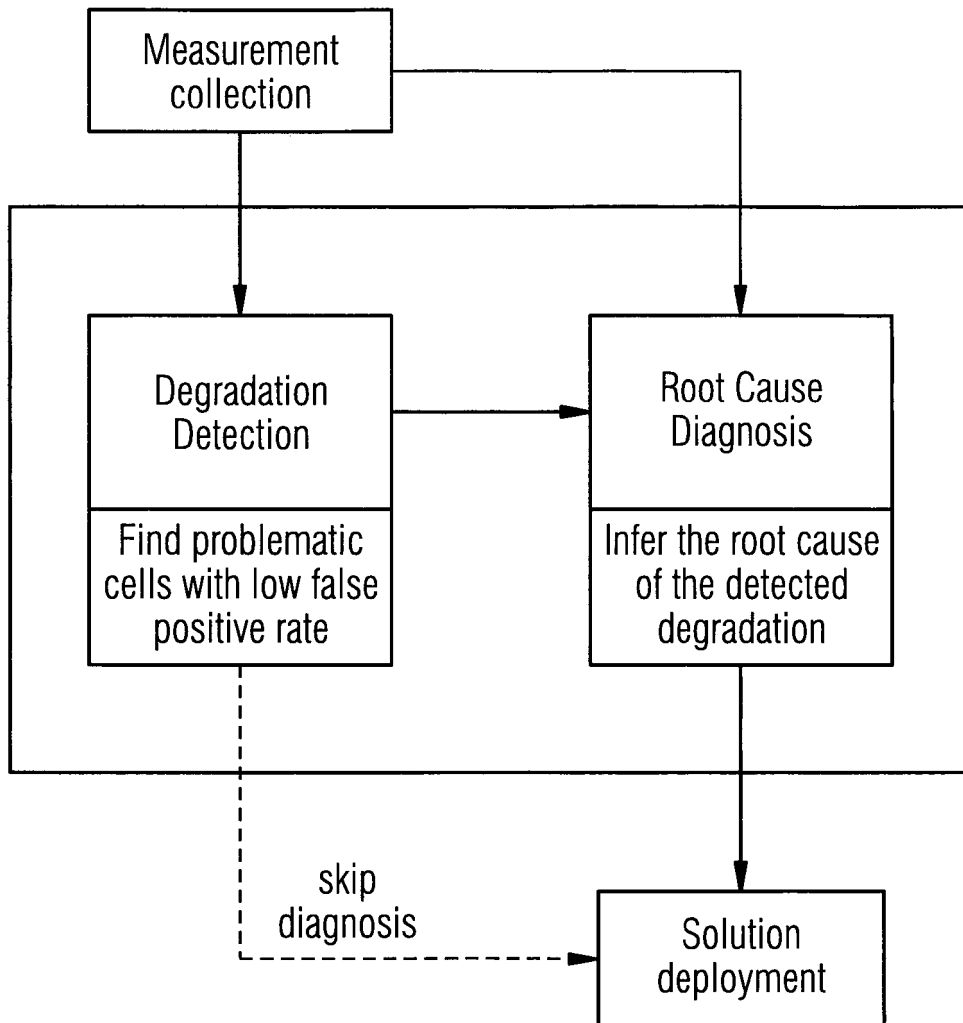 Measurement
collection
Degradation
Detection
Root Cause
Diagnosis
Find problematic
cells with low false
positive rate
Infer the root cause
of the detected
degradation
skip
diagnosis
Solution
deployment